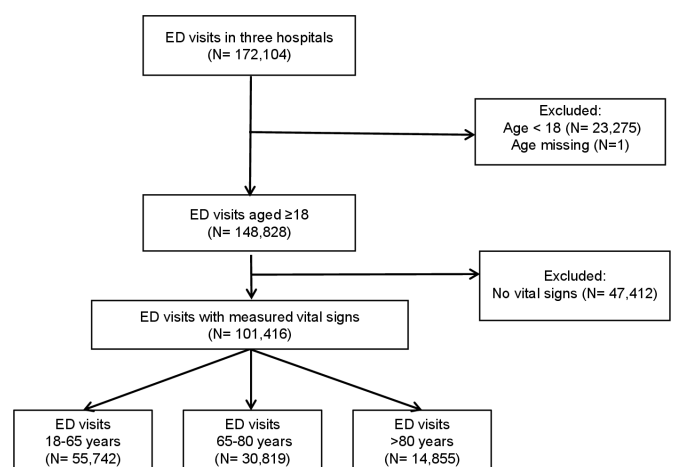 ED visits in three hospitals
(N= 172,104)
Excluded:
Age < 18 (N= 23,275)
Age missing (N=1)
ED visits aged ≥18
(N= 148,828)
Excluded:
No vital signs (N= 47,412)
ED visits with measured vital signs
(N= 101,416)
ED visits
18-65 years
(N= 55,742)
ED visits
65-80 years
(N= 30,819)
ED visits
>80 years
(N= 14,855)